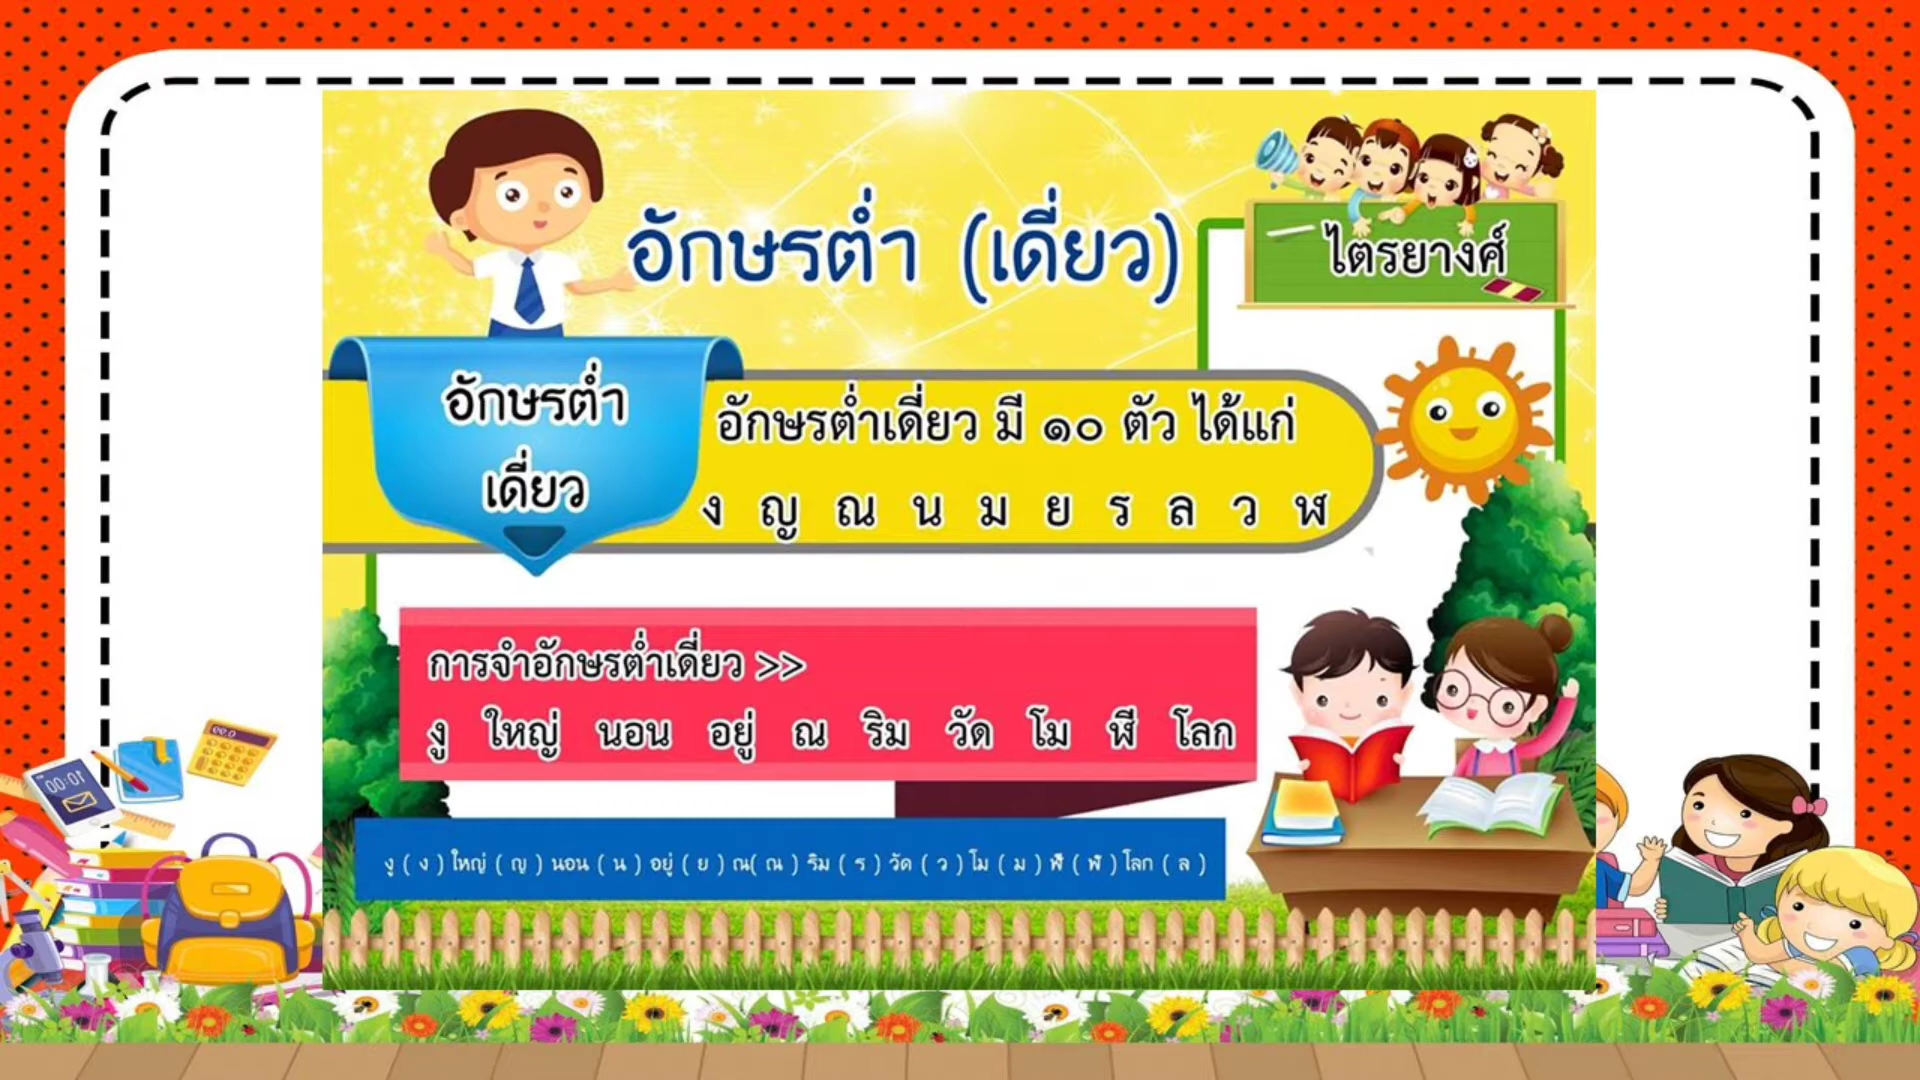 อักษรต่ำ (เดี่ยว)
ไตรยางศ์
อักษรต่ำ
เดี่ยว
อักษรต่ำเดี่ยว มี ๑๐ ตัว ได้แก่
ง ญ ณ น ม ย ร ล ว ฬ
การจำอักษรต่ำเดี่ยว >>
งู ใหญ่ นอน อยู่ ณ ริม วัด โม ฬี โลก
งู ( ง ) ใหญ่ ( ญ ) นอน ( น ) อยู่ ( ย ) ณ( ณ ) ริม ( ร ) วัด ( ว ) โม ( ม ) ฬี ( ฬ ) โลก ( ล )